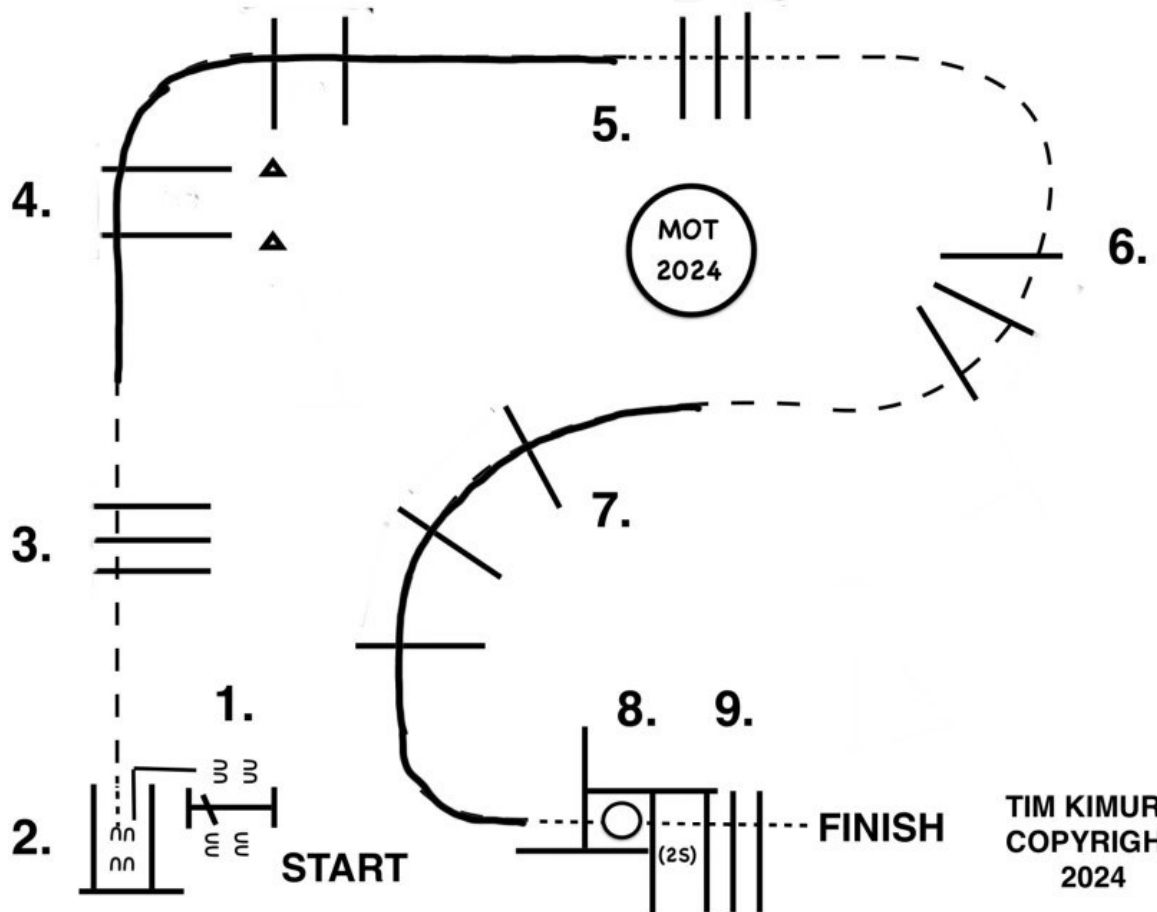 5.
4.
MOT
2024
6.
7.
3.
1.
8. 9.
2.
START
(2S)
FINISH
TIM KIMUR
COPYRIGH
2024